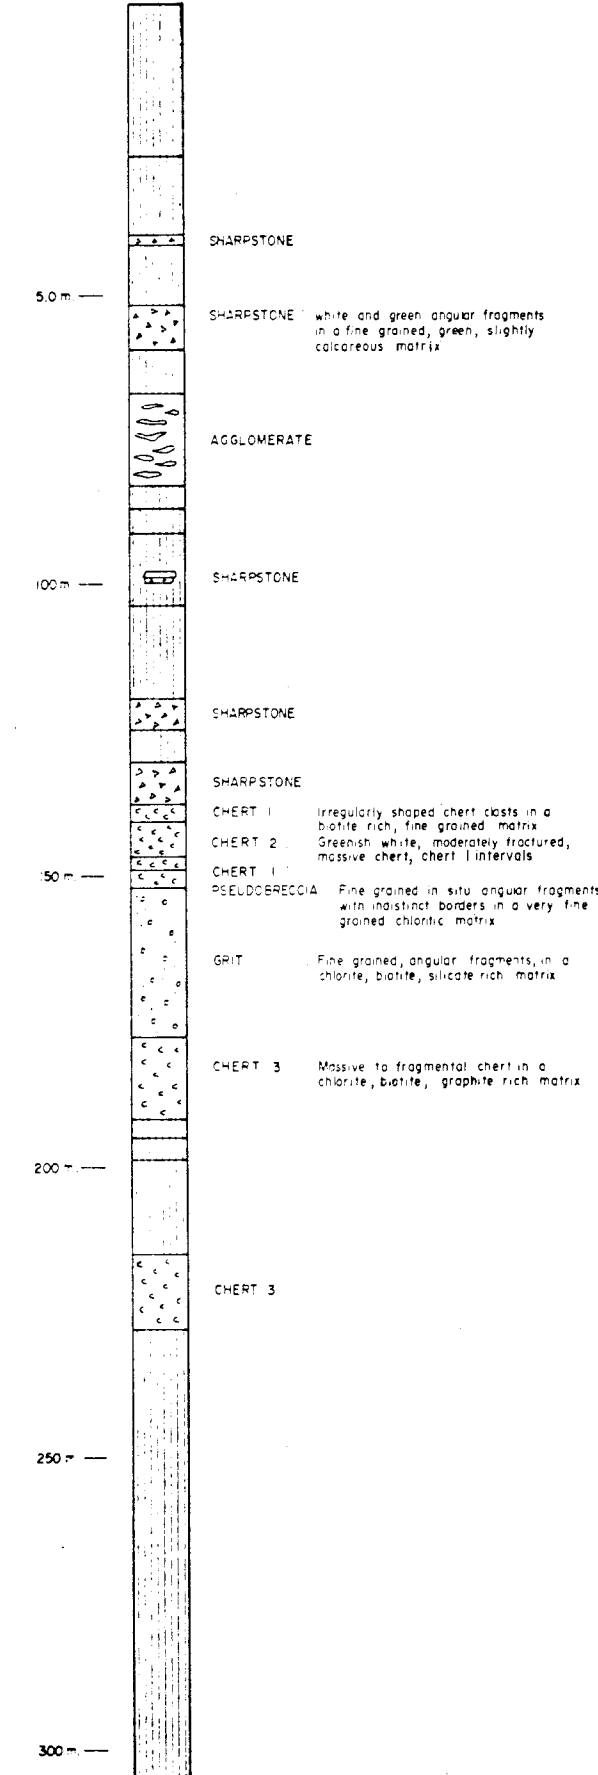 SHARPSTONE
5.0 m.
SHARPSTONE white and green angular fragments
in a fine grained, green, slightly
calcareous matrix
AGGLOMERATE
100 m.
SHARPSTONE
SHARPSTONE
SHARPSTONE
CHERT 1 Irregularly shaped chert clasts in a
biotite rich, fine grained matrix
CHERT 2 Greenish white, moderately fractured,
massive chert, chert 1 intervals
CHERT 1
150 m.
PSEUDOBRECCIA Fine grained in situ angular fragments
with indistinct borders in a very fine
grained chloritic matrix
GRIT Fine grained, angular fragments, in a
chlorite, biotite, silicate rich matrix
CHERT 3 Massive to fragmental chert in a
chlorite, biotite, graphite rich matrix
200 m.
CHERT 3
250 m.
300 m.